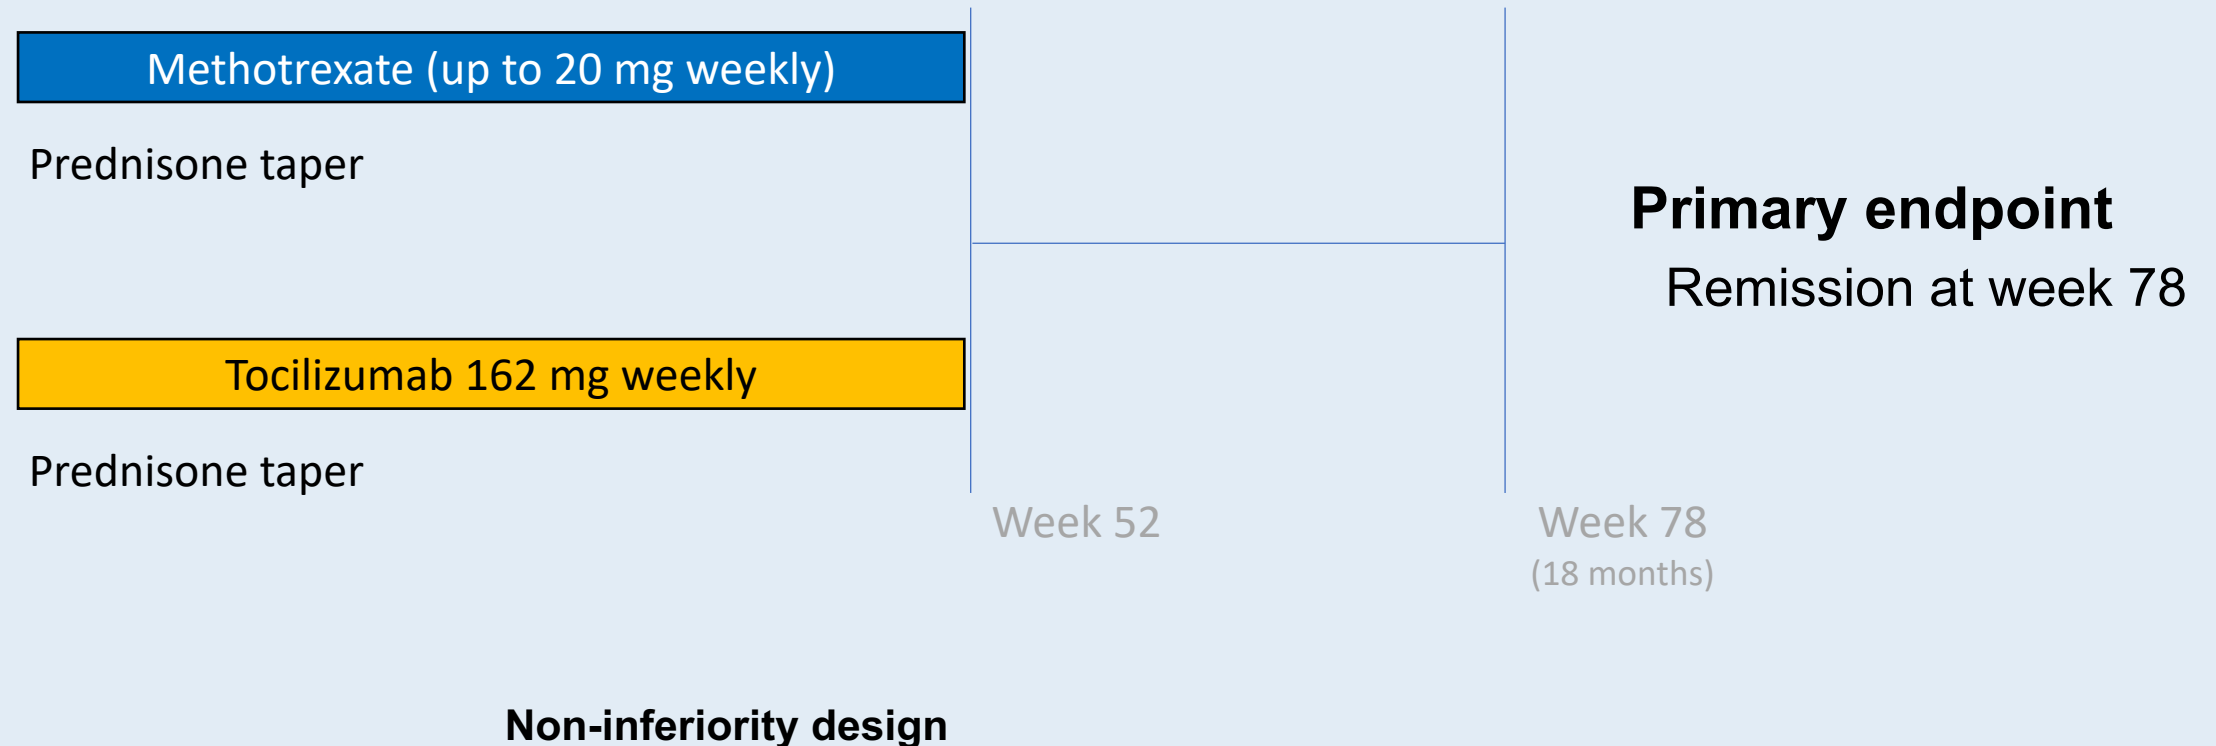 Methotrexate (up to 20 mg weekly)
Prednisone taper
Primary endpoint
Remission at week 78
Tocilizumab 162 mg weekly
Prednisone taper
Week 52
Week 78
(18 months)
Non-inferiority design